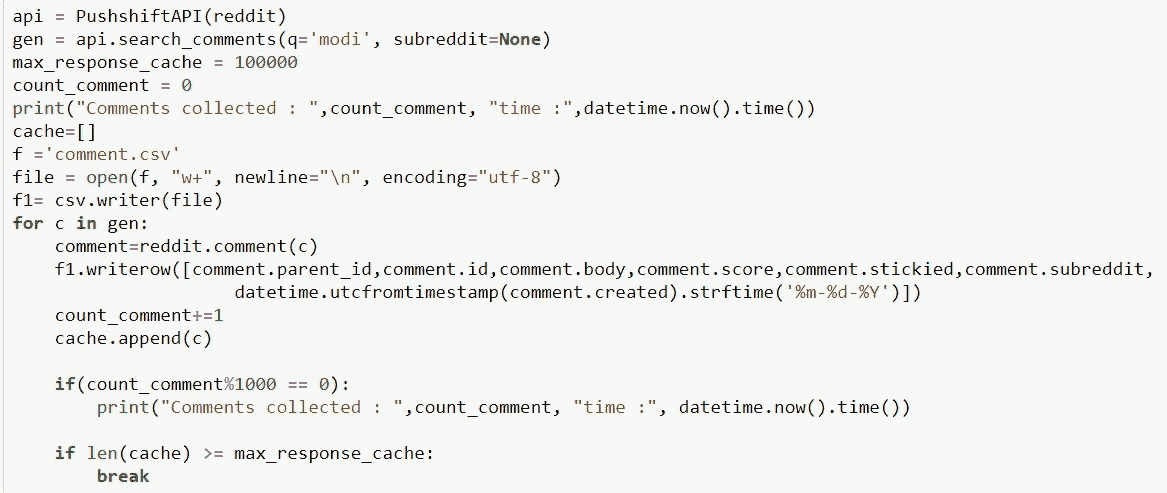 api = PushshiftAPI(reddit)
gen = api.search_comments(q='modi', subreddit=None)
max_response_cache = 100000
count_comment = 0
print("Comments collected : ",count_comment, "time :",datetime.now().time())
cache=[]
f ='comment.csv'
file = open(f, "w+", newline="\n", encoding="utf-8")
f1= csv.writer(file)
for c in gen:
    comment=reddit.comment(c)
    f1.writerow([comment.parent_id,comment.id,comment.body,comment.score,comment.stickied,comment.subreddit,
                     datetime.utcfromtimestamp(comment.created).strftime('%m-%d-%Y')])
    count_comment+=1
    cache.append(c)

    if(count_comment%1000 == 0):
        print("Comments collected : ",count_comment, "time :", datetime.now().time())

    if len(cache) >= max_response_cache:
        break